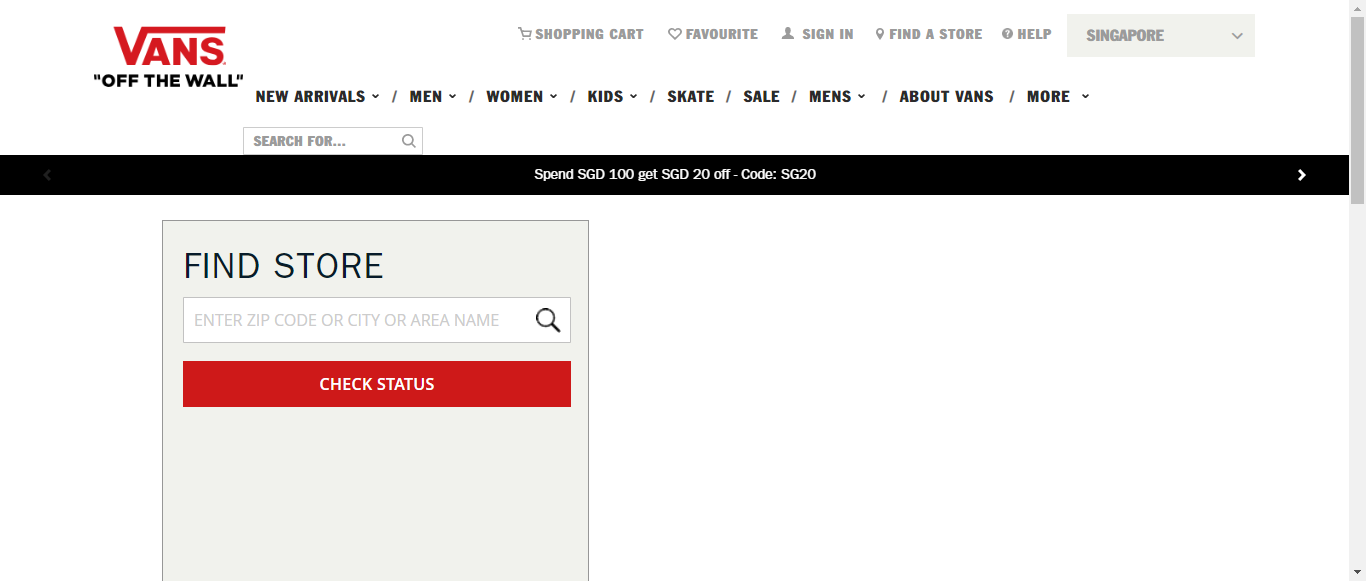 VANS
"OFF THE WALL"
SHOPPING CART FAVOURITE SIGN IN FIND A STORE HELP SINGAPORE
NEW ARRIVALS / MEN / WOMEN / KIDS / SKATE / SALE / MENS / ABOUT VANS / MORE
SEARCH FOR...
Spend SGD 100 get SGD 20 off - Code: SG20
FIND STORE
ENTER ZIP CODE OR CITY OR AREA NAME
CHECK STATUS